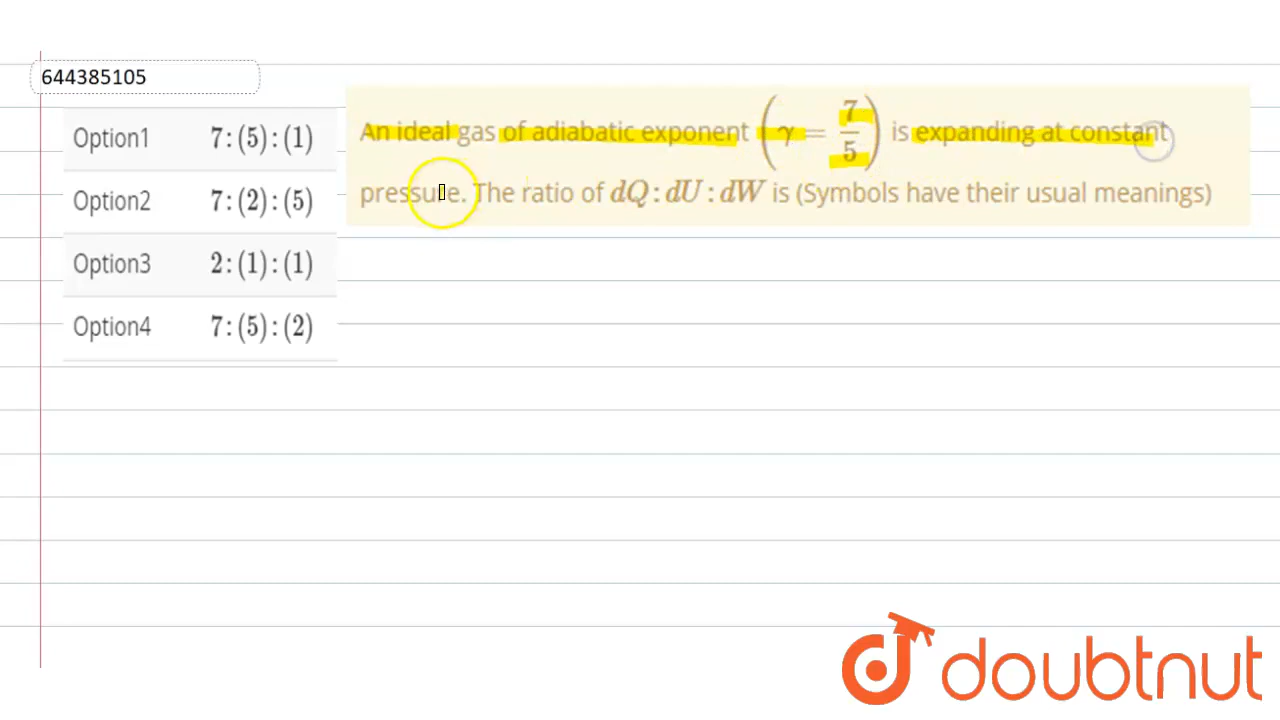 644385105
Option1 7:(5):(1)
Option2 7:(2):(5)
Option3 2:(1):(1)
Option4 7:(5):(2)
An ideal gas of adiabatic exponent (γ = 7/5) is expanding at constant
pressure. The ratio of dQ : dU : dW is (Symbols have their usual meanings)
doubtnut